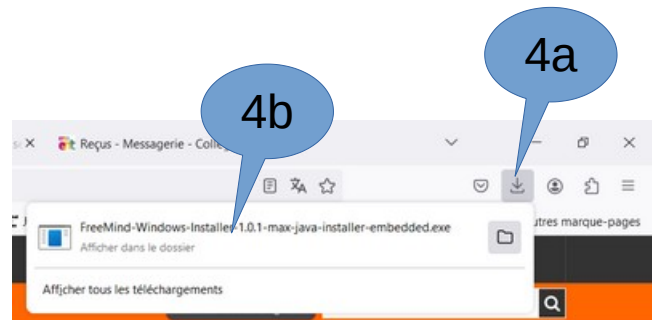 4a
4b
Reçus - Messagerie - Colle
FreeMind-Windows-Installer-1.0.1-max-java-installer-embedded.exe
Afficher dans le dossier
utres marque-pages
Afficher tous les téléchargements